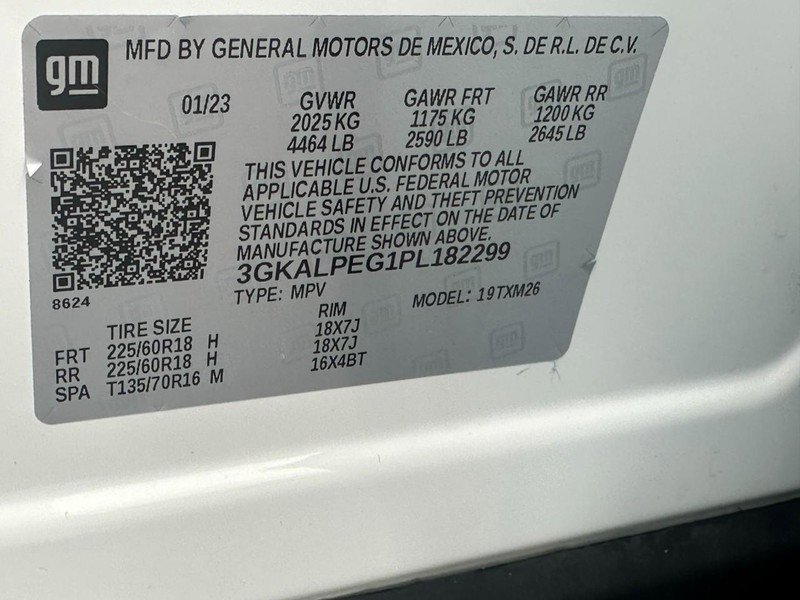 gm
MFD BY GENERAL MOTORS DE MEXICO, S. DE R.L. DE C.V.
01/23 GVWR GAWR FRT GAWR RR
2025 KG 1175 KG 1200 KG
4464 LB 2590 LB 2645 LB
THIS VEHICLE CONFORMS TO ALL
APPLICABLE U.S. FEDERAL MOTOR
VEHICLE SAFETY AND THEFT PREVENTION
STANDARDS IN EFFECT ON THE DATE OF
MANUFACTURE SHOWN ABOVE.
3GKALPEG1PL182299
8624
TYPE: MPV MODEL: 19TXM26
TIRE SIZE RIM
FRT 225/60R18 H 18X7J
RR 225/60R18 H 18X7J
SPA T135/70R16 M 16X4BT